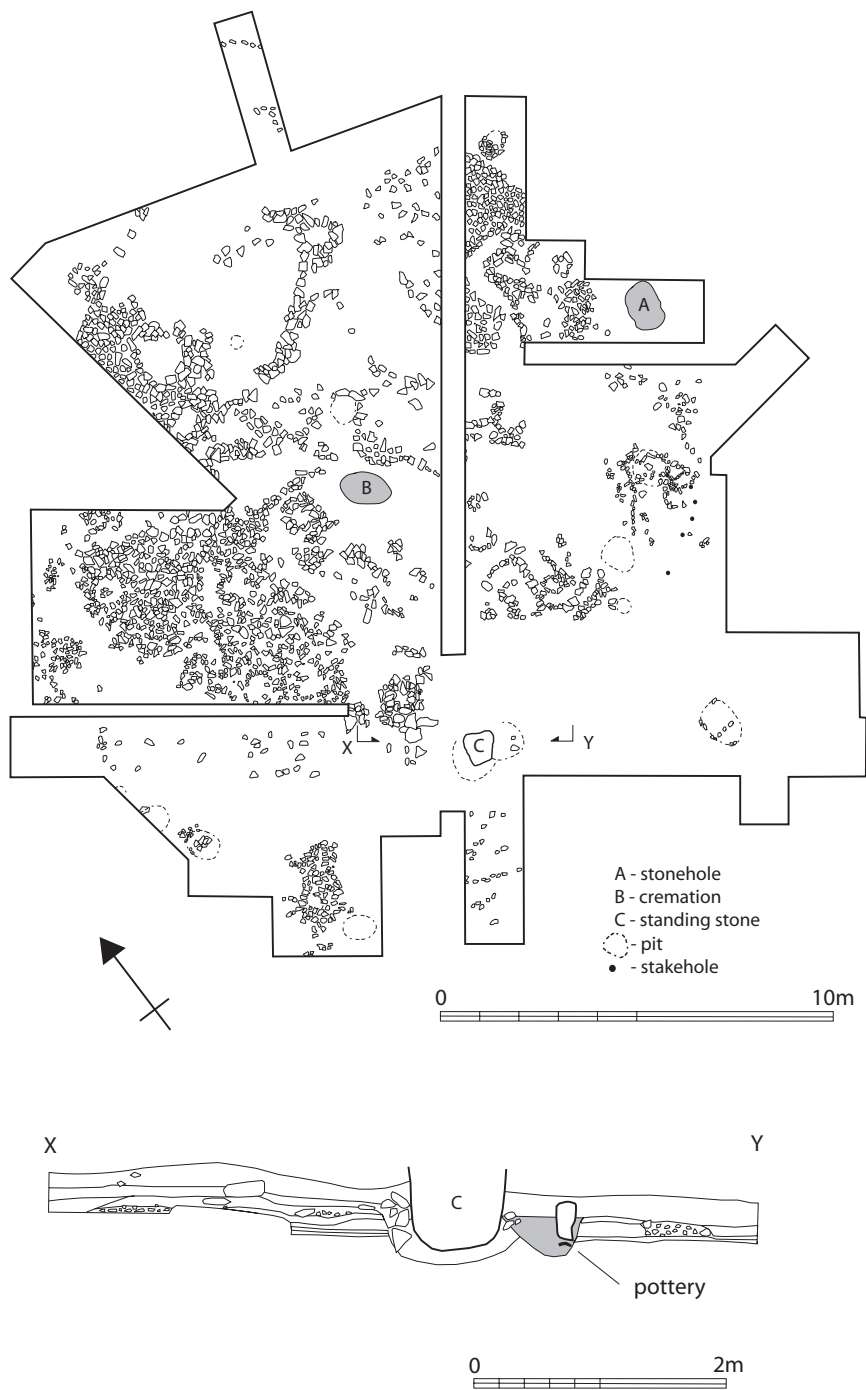 A
B
X
C
Y
A - stonehole
B - cremation
C - standing stone
- pit
- stakehole
0 10m
X
Y
C
pottery
0 2m